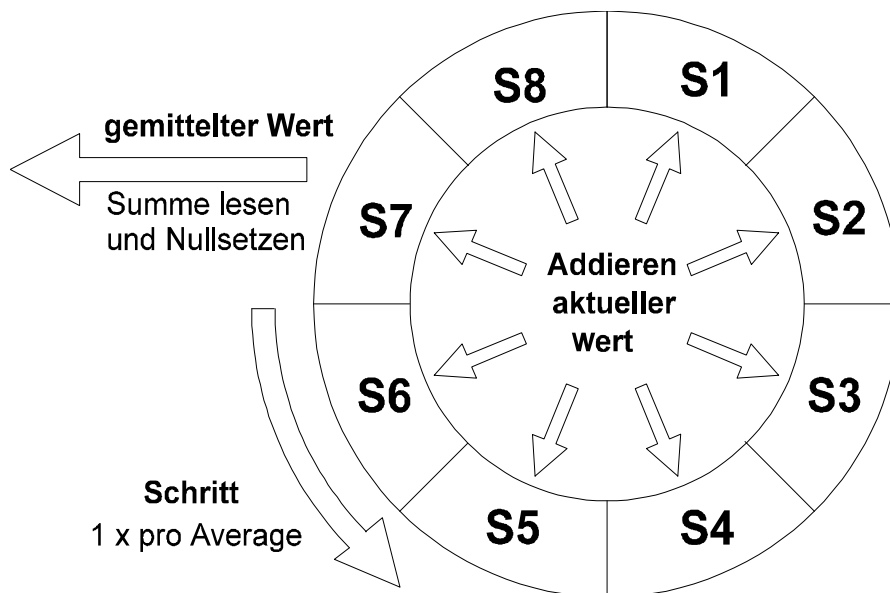 S8
S1
gemittelter Wert
Summe lesen
und Nullsetzen
S7
S2
Addieren
aktueller
Wert
S6
S3
Schritt
1 x pro Average
S5
S4